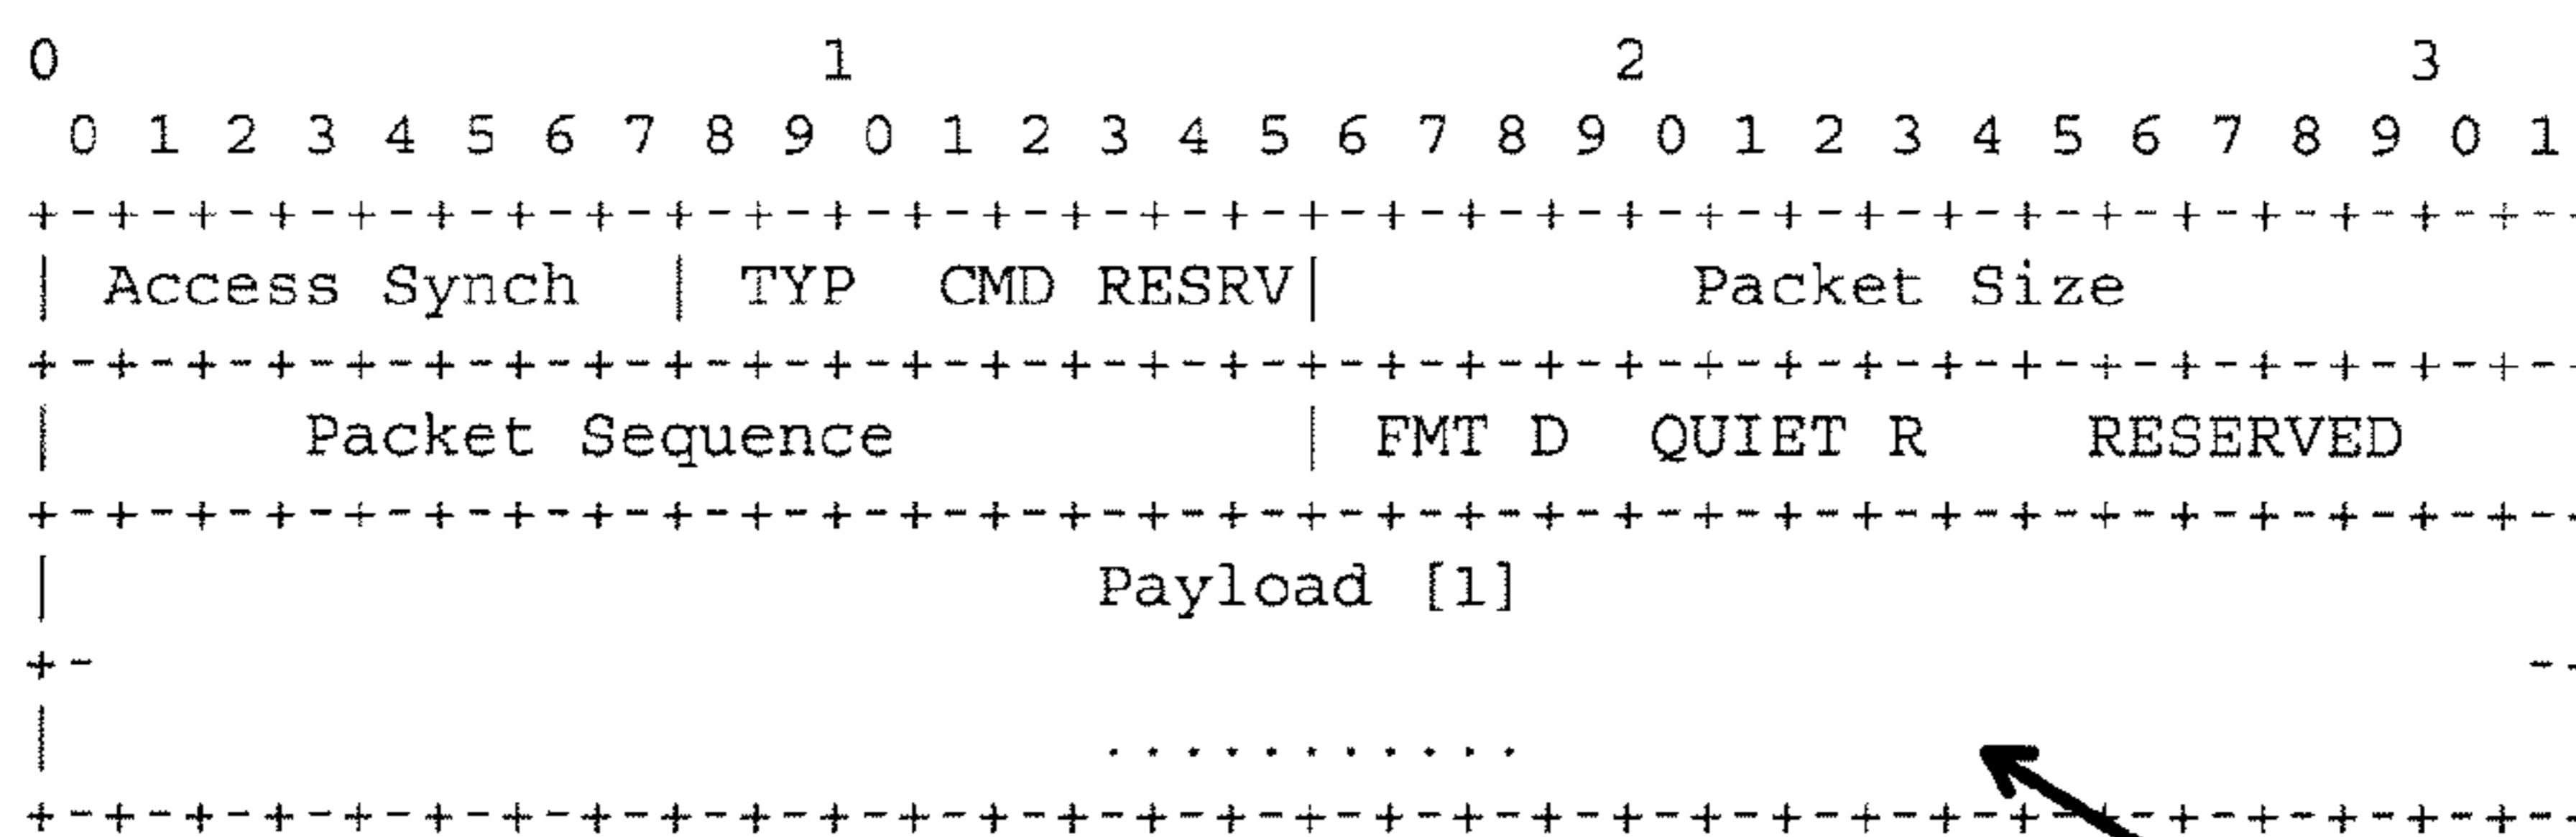 0                   1                   2                   3
 0 1 2 3 4 5 6 7 8 9 0 1 2 3 4 5 6 7 8 9 0 1 2 3 4 5 6 7 8 9 0 1
+-+-+-+-+-+-+-+-+-+-+-+-+-+-+-+-+-+-+-+-+-+-+-+-+-+-+-+-+-+-+-+-+
| Access Synch  | TYP  CMD RESRV|         Packet Size
+-+-+-+-+-+-+-+-+-+-+-+-+-+-+-+-+-+-+-+-+-+-+-+-+-+-+-+-+-+-+-+-+
|      Packet Sequence          | FMT D  QUIET R    RESERVED
+-+-+-+-+-+-+-+-+-+-+-+-+-+-+-+-+-+-+-+-+-+-+-+-+-+-+-+-+-+-+-+-+
|                          Payload [1]
+-                                                             -+
|                          ...........
+-+-+-+-+-+-+-+-+-+-+-+-+-+-+-+-+-+-+-+-+-+-+-+-+-+-+-+-+-+-+-+-